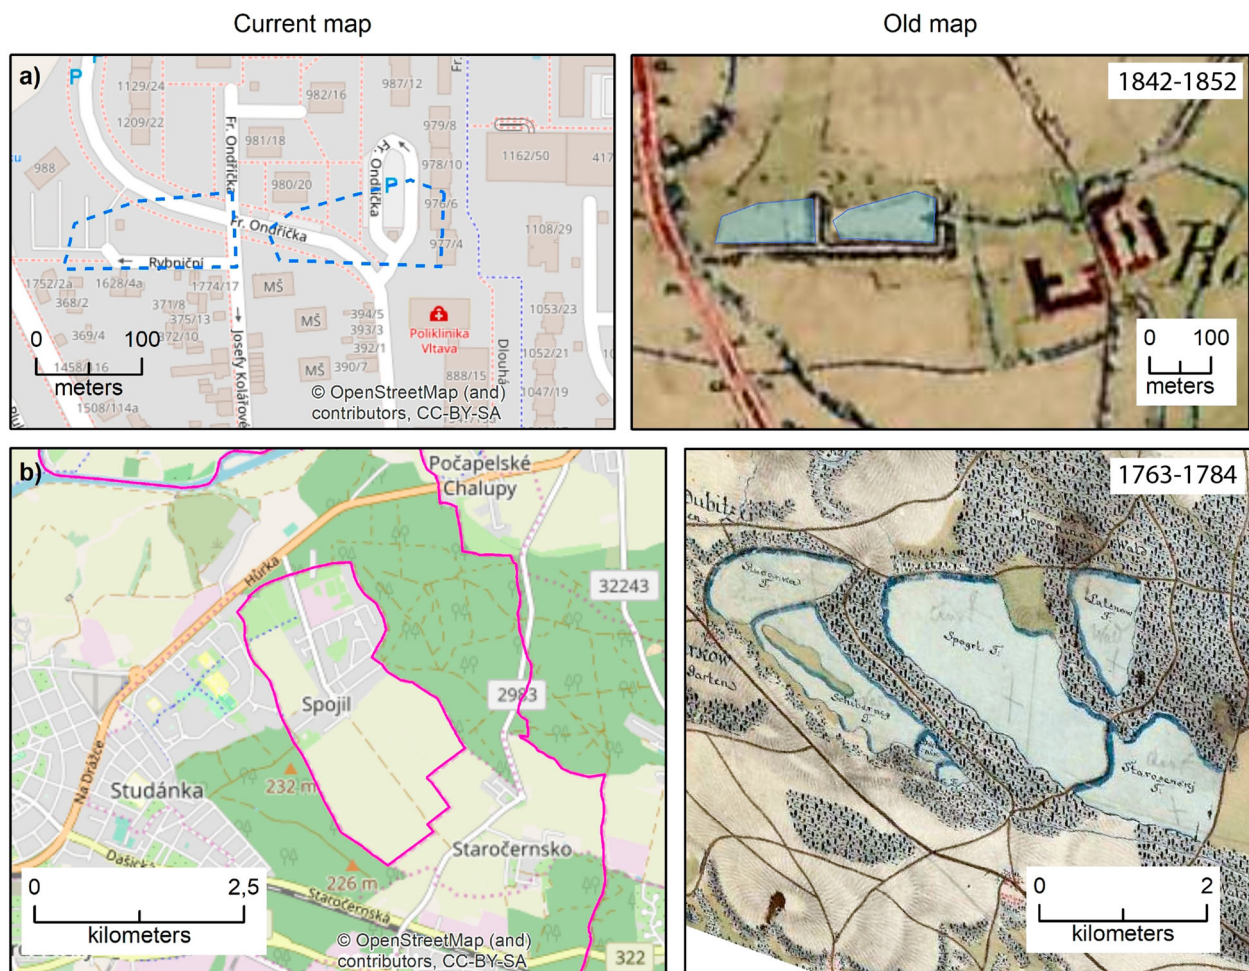 Current map
Old map
a)
P
1129/24
1209/22
988
982/16
987/12
Fr.
979/8
1162/50
417
Fr. Ondříčka
981/18
978/10
Fr. Ondříčka
P
980/20
976/6
Fr. Ondříčka
977/4
1108/29
Rybniční
1752/2a
1628/4a
1774/17
MŠ
368/2
371/8
375/13
MŠ
394/5
393/3
392/1
Poliklinika
Vltava
1053/23
369/4
372/10
Josefy Kolářové
MŠ
390/7
888/15
Dlouhá
1052/21
1458/116
1508/114a
1047/19
0
100
meters
© OpenStreetMap (and)
contributors, CC-BY-SA
1842-1852
Ho
0
100
meters
b)
Počapelské
Chalupy
Hůrka
32243
2983
Spojil
Na Drážce
Studánka
232 m
Staročernsko
Dašická
226 m
Staročernská
322
0
2,5
kilometers
© OpenStreetMap (and)
contributors, CC-BY-SA
1763-1784
Spogil T.
garten
0
2
kilometers